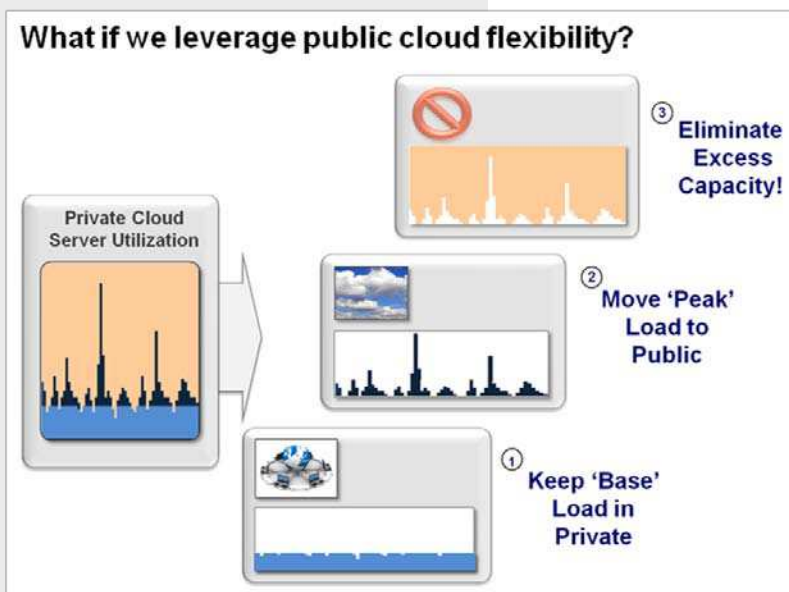 What if we leverage public cloud flexibility?
Private Cloud
Server Utilization
3
Eliminate
Excess
Capacity!
2
Move ‘Peak’
Load to
Public
1
Keep ‘Base’
Load in
Private